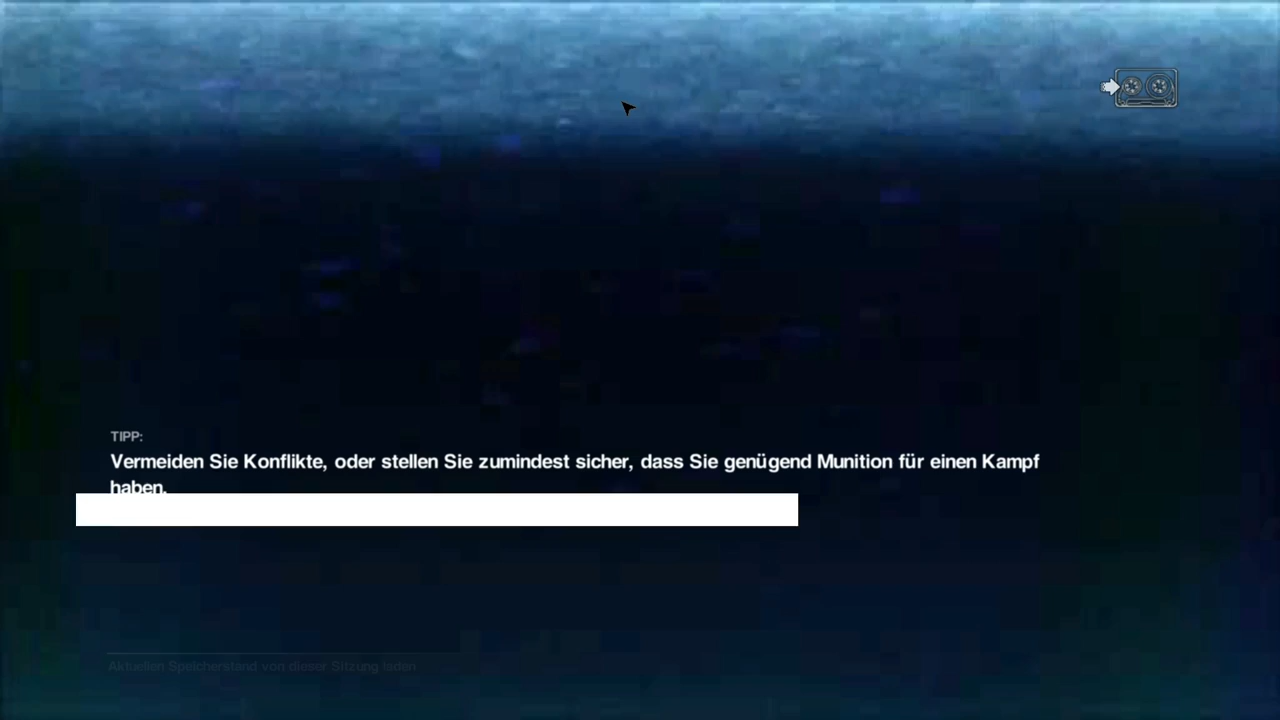 TIPP:
Vermeiden Sie Konflikte, oder stellen Sie zumindest sicher, dass Sie genügend Munition für einen Kampf
haben.
Aktuellen Speicherstand von dieser Sitzung laden